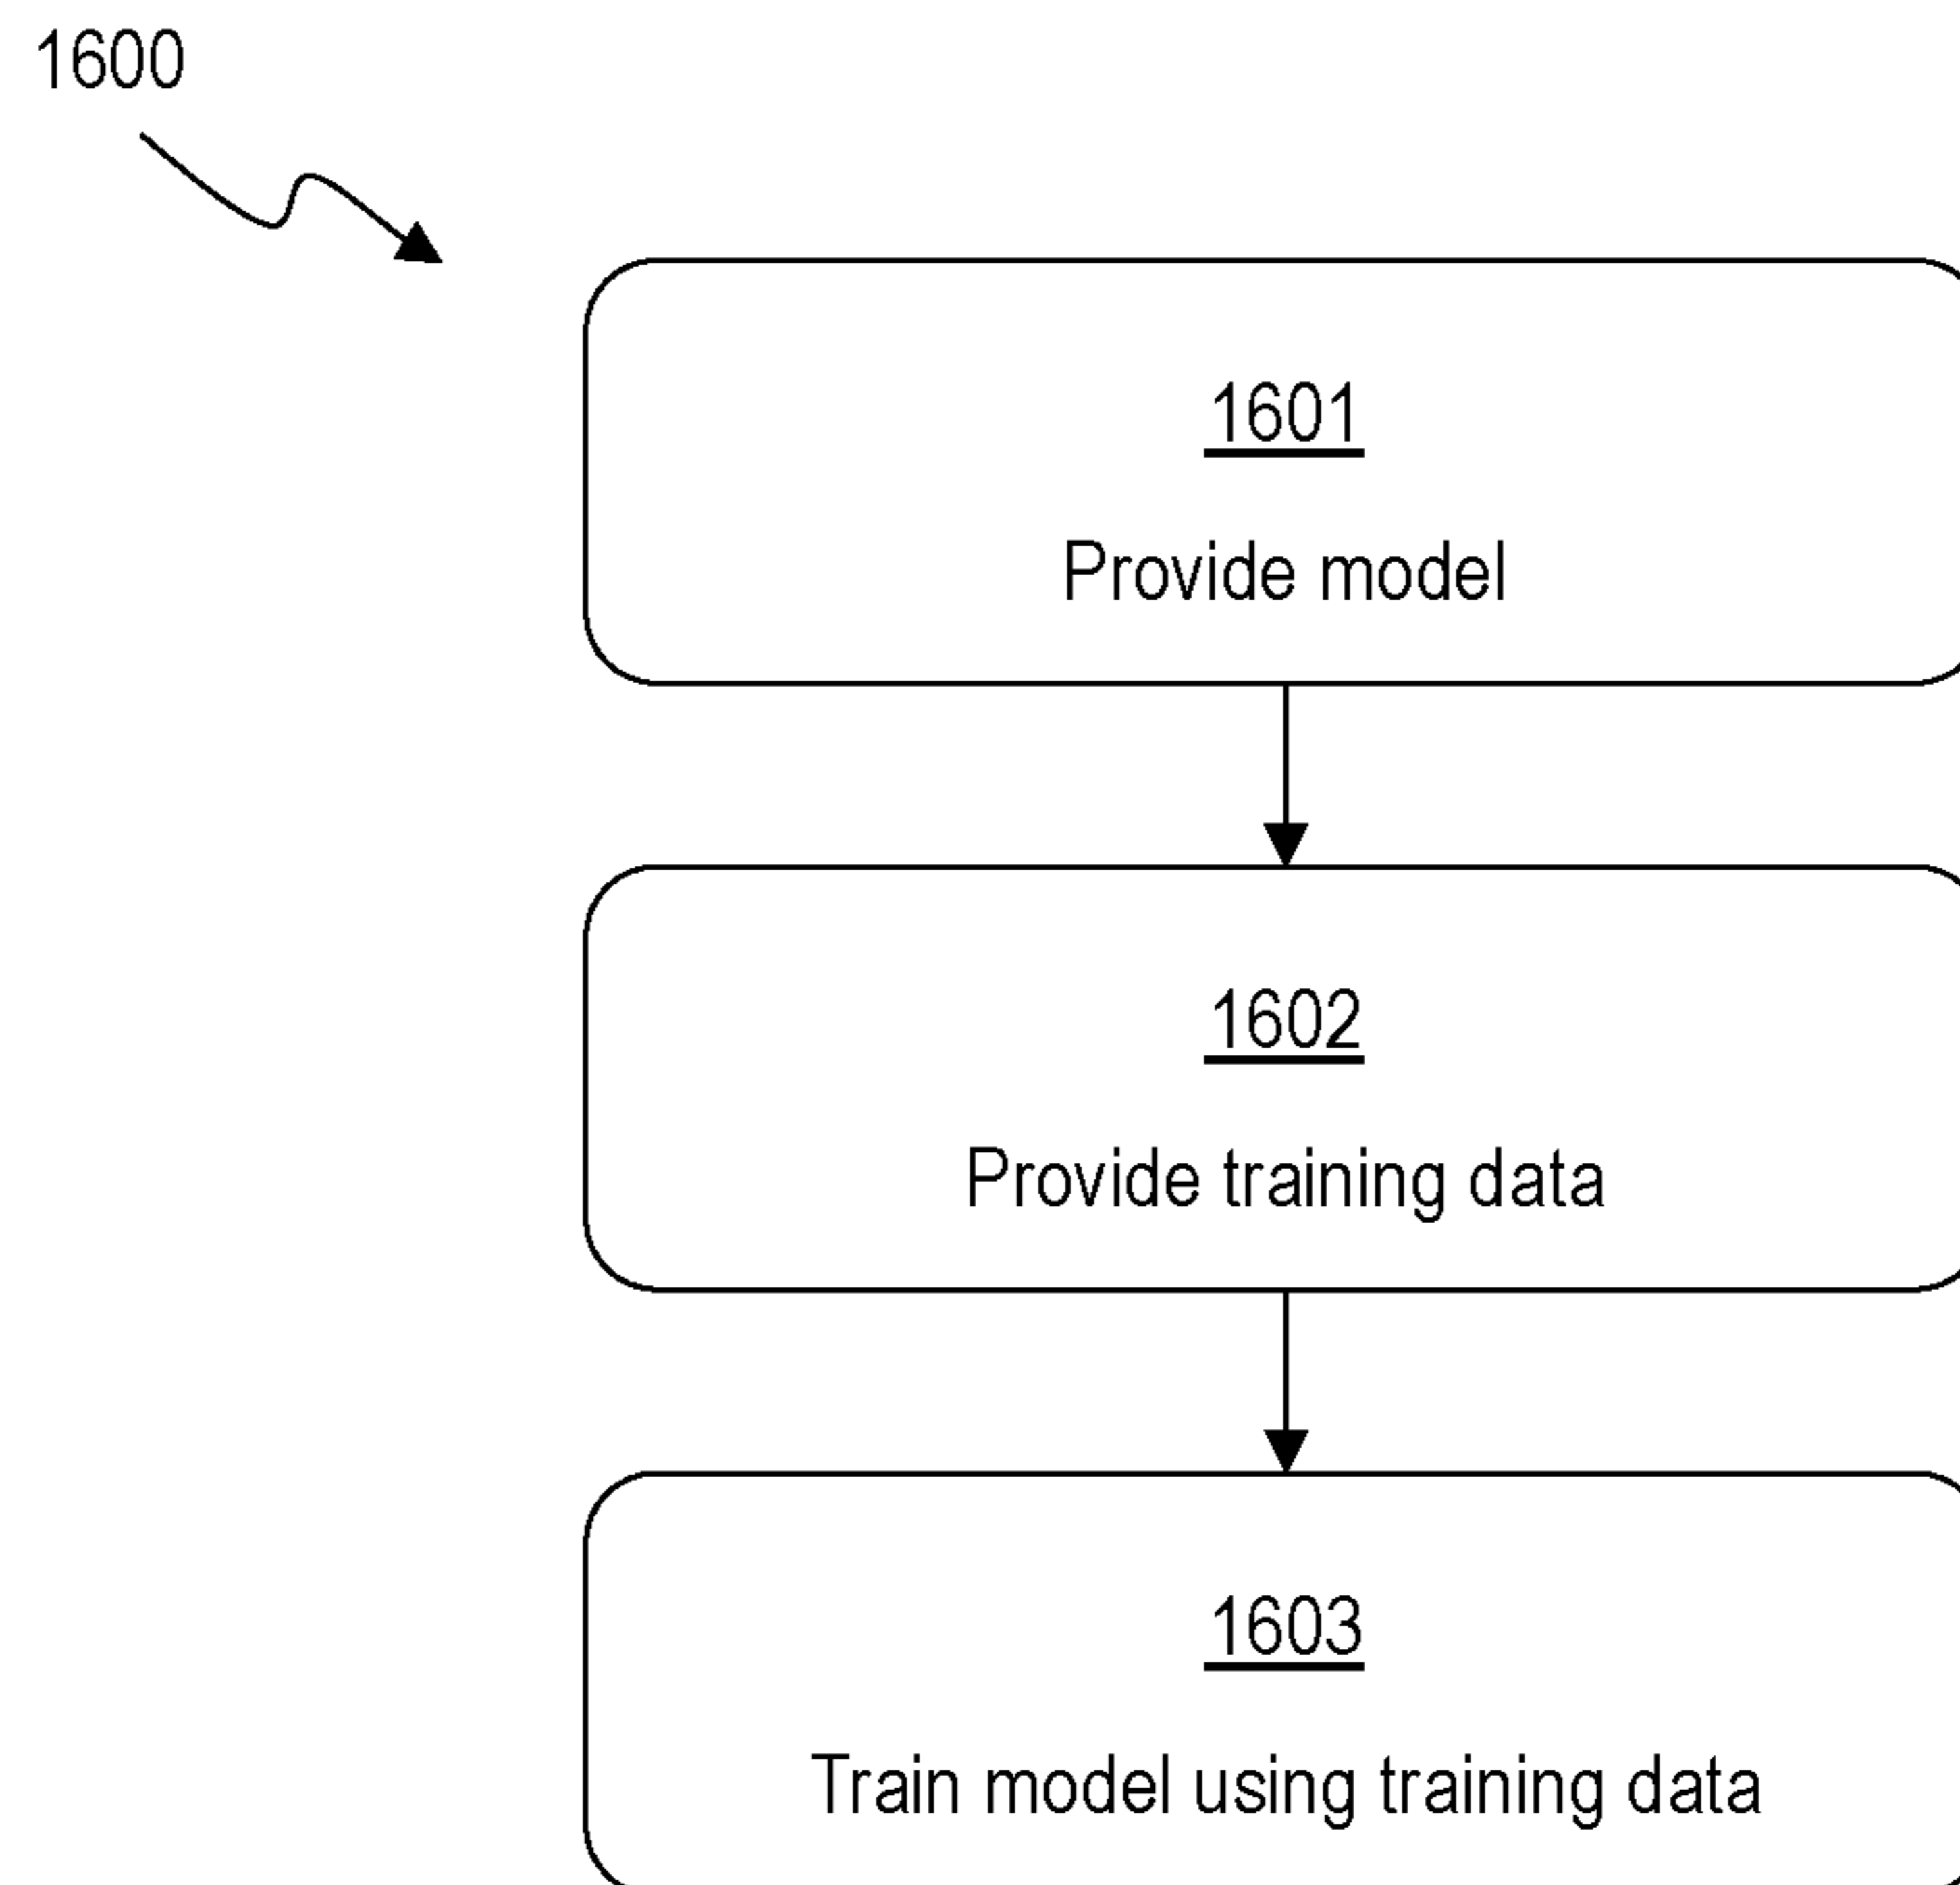 1600
1601
Provide model
1602
Provide training data
1603
Train model using training data